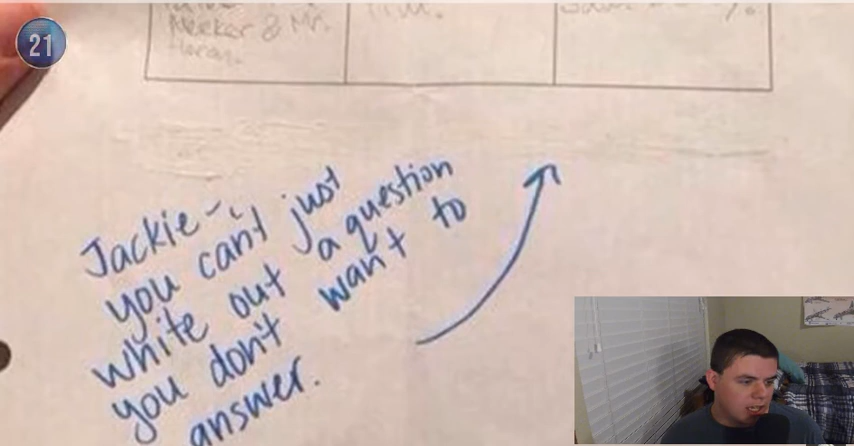 21
Meeker & Mr.
Jackie-
you can't just
white out a question
you don't want to
answer.